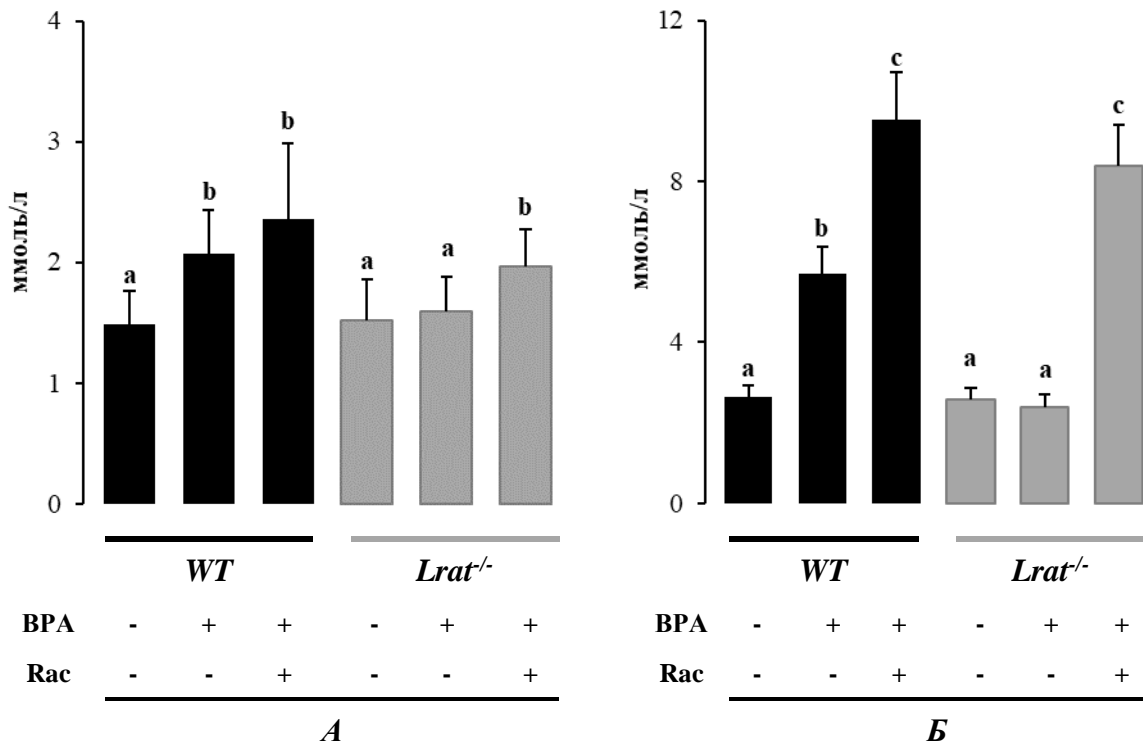 4
3
2
1
0
ммоль/л
a
b
b
a
a
b
WT
Lrat-/-
BPA - + + - + +
Rac - - + - - +
А
12
8
4
0
ммоль/л
a
b
c
a
a
c
WT
Lrat-/-
BPA - + + - + +
Rac - - + - - +
Б